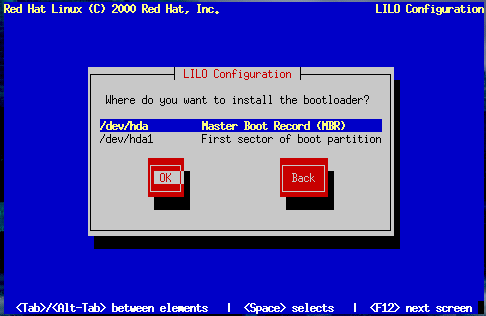 Red Hat Linux (C) 2000 Red Hat, Inc. LILO Configuration
LILO Configuration
Where do you want to install the bootloader?
/dev/hda Master Boot Record (MBR)
/dev/hda1 First sector of boot partition
OK Back
<Tab>/<Alt-Tab> between elements | <Space> selects | <F12> next screen